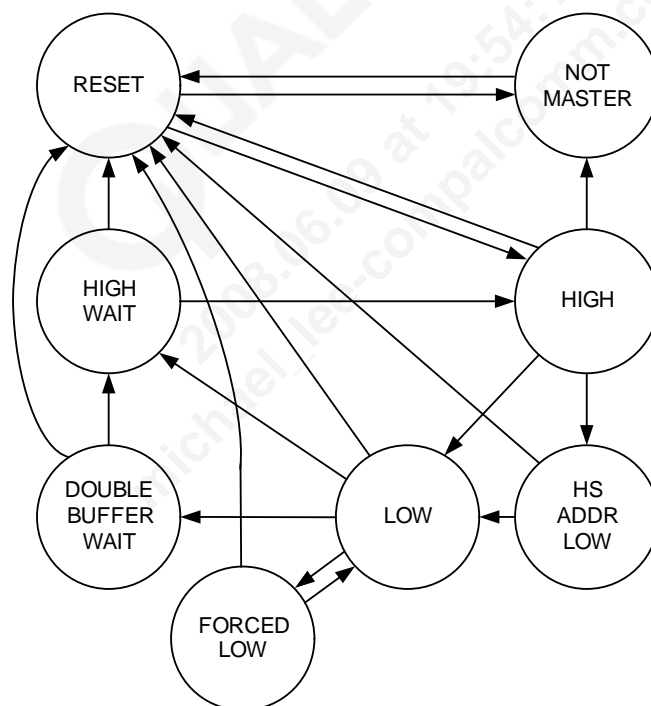 RESET
NOT
MASTER
HIGH
WAIT
HIGH
DOUBLE
BUFFER
WAIT
LOW
HS
ADDR
LOW
FORCED
LOW